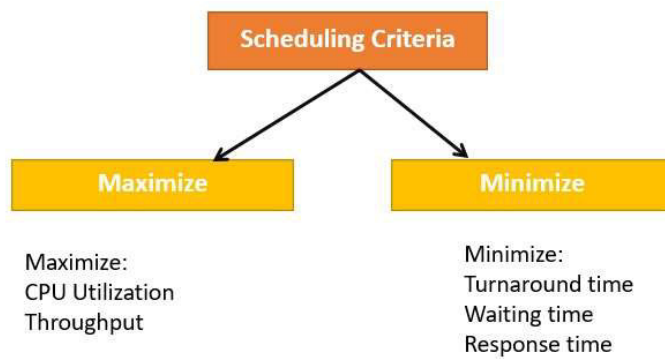 Scheduling Criteria
Maximize
Minimize
Maximize:
CPU Utilization
Throughput
Minimize:
Turnaround time
Waiting time
Response time